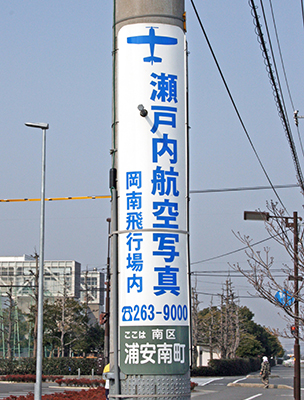 瀬戸内航空写真
岡南飛行場内
☎263-9000
ここは 南区
浦安南町